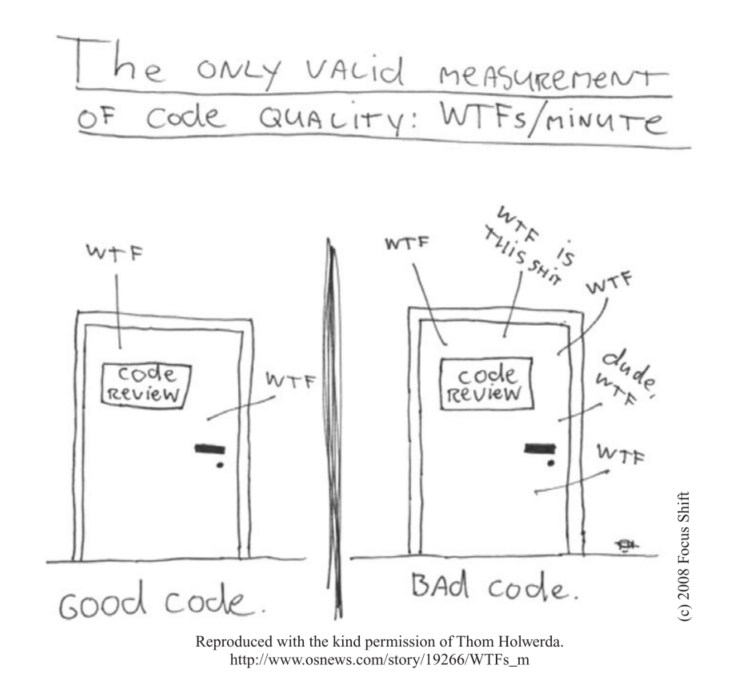 The ONLY VALid MEASUREMENT
OF Code QUALITY: WTFs/MINUTE
WTF
code
REVIEW
WTF
GOOD code.
WTF
WTF is
THiS SHiT
WTF
code
REVIEW
dude,
WTF
WTF
BAd code.
(c) 2008 Focus Shift
Reproduced with the kind permission of Thom Holwerda.
http://www.osnews.com/story/19266/WTFs_m